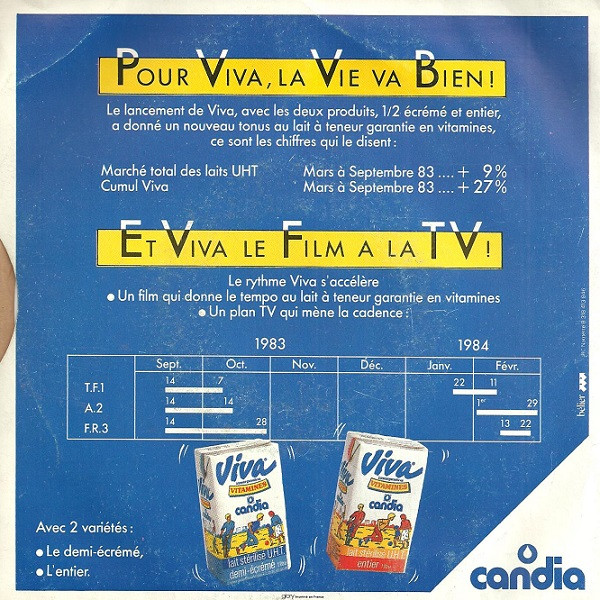 POUR VIVA, LA VIE VA BIEN!
Le lancement de Viva, avec les deux produits, 1/2 écrémé et entier,
a donné un nouveau tonus au lait à teneur garantie en vitamines,
ce sont les chiffres qui le disent :
Marché total des laits UHT Mars à Septembre 83 .... + 9 %
Cumul Viva Mars à Septembre 83 .... + 27 %
ET VIVA LE FILM A LA TV!
Le rythme Viva s'accélère
• Un film qui donne le tempo au lait à teneur garantie en vitamines
• Un plan TV qui mène la cadence :
1983 1984
Sept. Oct. Nov. Déc. Janv. Févr.
T.F.1 14 7 22 11
A.2 14 14 1er 29
F.R.3 14 28 13 22
Viva
VITAMINES
candia
lait stérilisé U.H.T.
demi-écrémé
Viva
VITAMINES
candia
lait stérilisé U.H.T.
entier
Avec 2 variétés :
• Le demi-écrémé,
• L'entier.
candia
bélier